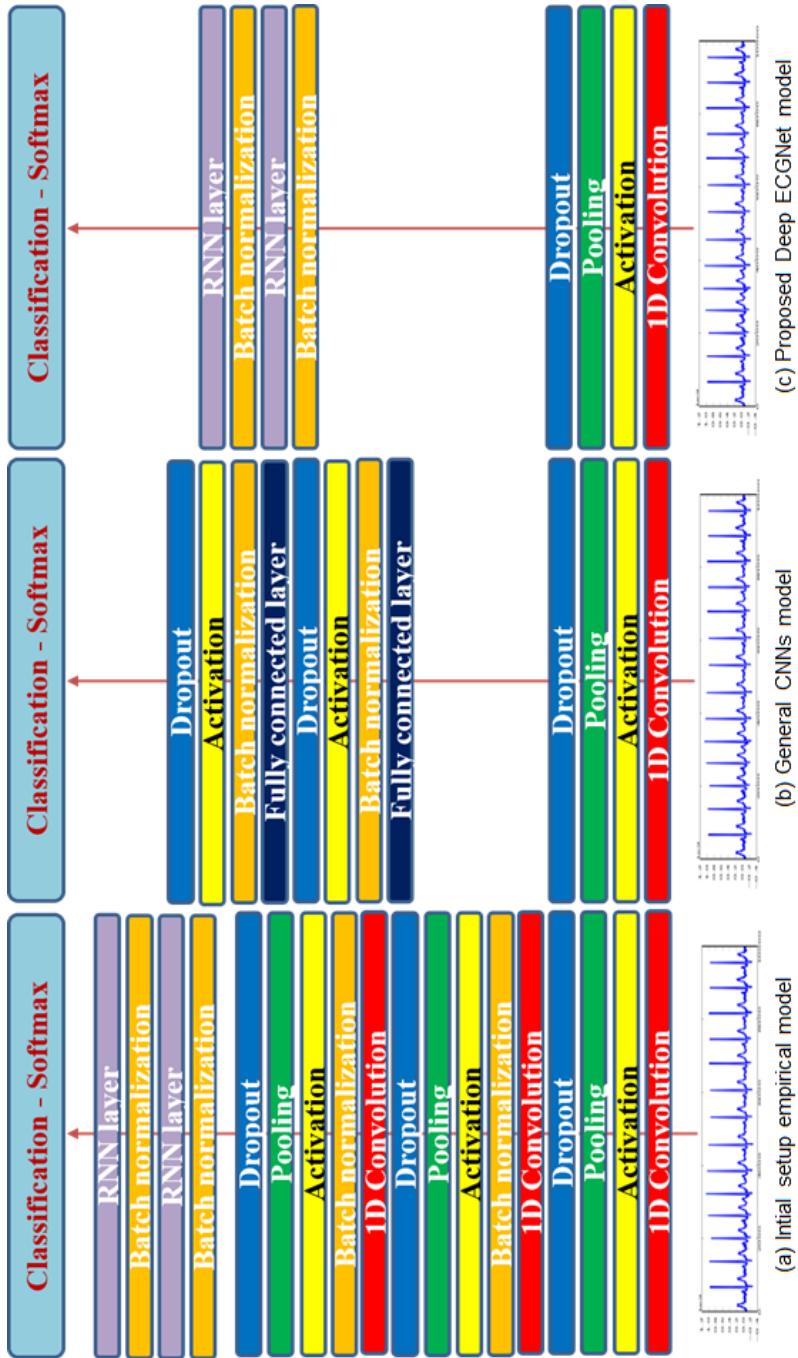 Classification - Softmax
RNN layer
Batch normalization
RNN layer
Batch normalization
Dropout
Pooling
Activation
Batch normalization
1D Convolution
Dropout
Pooling
Activation
Batch normalization
1D Convolution
Dropout
Pooling
Activation
1D Convolution
(a) Intial setup empirical model
Classification - Softmax
Dropout
Activation
Batch normalization
Fully connected layer
Dropout
Activation
Batch normalization
Fully connected layer
Dropout
Pooling
Activation
1D Convolution
(b) General CNNs model
Classification - Softmax
RNN layer
Batch normalization
RNN layer
Batch normalization
Dropout
Pooling
Activation
1D Convolution
(c) Proposed Deep ECGNet model